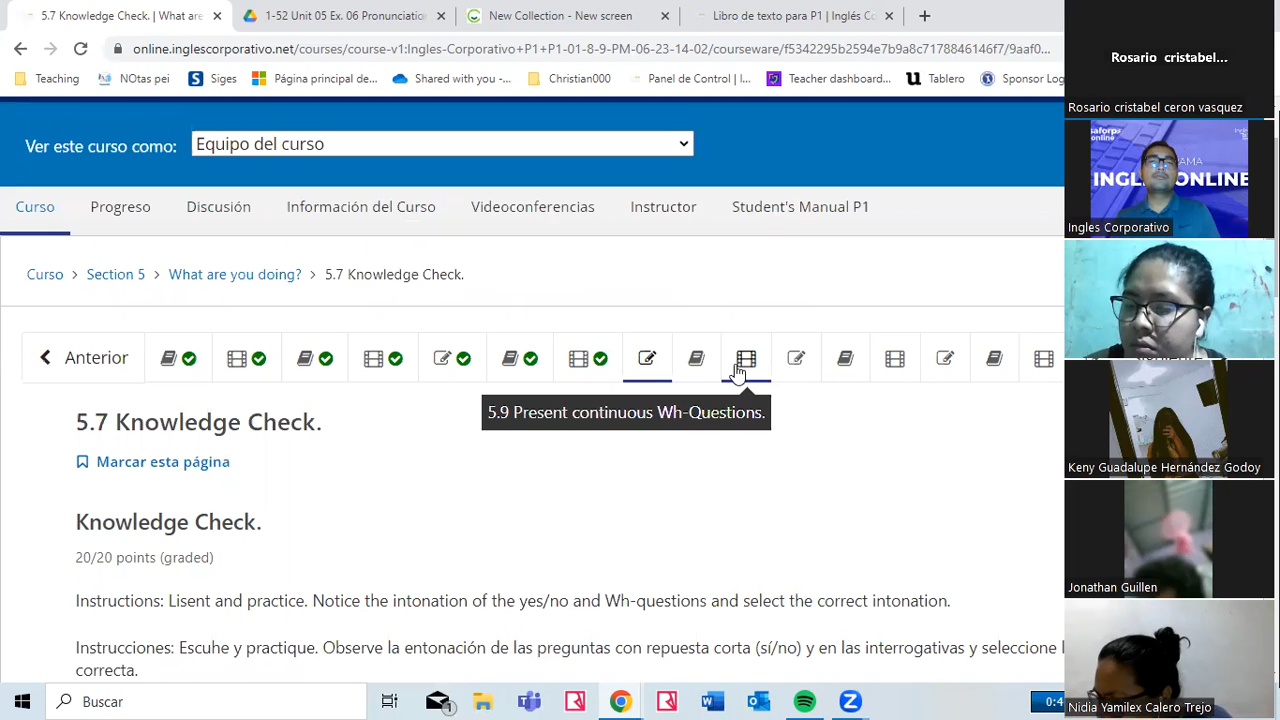 5.7 Knowledge Check. | What are
1-52 Unit 05 Ex. 06 Pronunciation
New Collection - New screen
Libro de texto para P1 | Inglés Co
online.inglescorporativo.net/courses/course-v1:Ingles-Corporativo+P1+P1-01-8-9-PM-06-23-14-02/courseware/f5342295b2594e7b9a8c7178846146f7/9aaf0...
Teaching
NOtas pei
Siges
Página principal de...
Shared with you -...
Christian000
Panel de Control | I...
Teacher dashboard...
Tablero
Sponsor Log
Ver este curso como:
Equipo del curso
Curso
Progreso
Discusión
Información del Curso
Videoconferencias
Instructor
Student's Manual P1
Curso > Section 5 > What are you doing? > 5.7 Knowledge Check.
Anterior
5.9 Present continuous Wh-Questions.
5.7 Knowledge Check.
Marcar esta página
Knowledge Check.
20/20 points (graded)
Instructions: Lisent and practice. Notice the intonation of the yes/no and Wh-questions and select the correct intonation.
Instrucciones: Escuhe y practique. Observe la entonación de las preguntas con repuesta corta (sí/no) y en las interrogativas y seleccione l
correcta.
Buscar
1
0:4
Rosario cristabel...
Rosario cristabel ceron vasquez
online
INGL ONLINE
Ingles Corporativo
Keny Guadalupe Hernández Godoy
Jonathan Guillen
Nidia Yamilex Calero Trejo